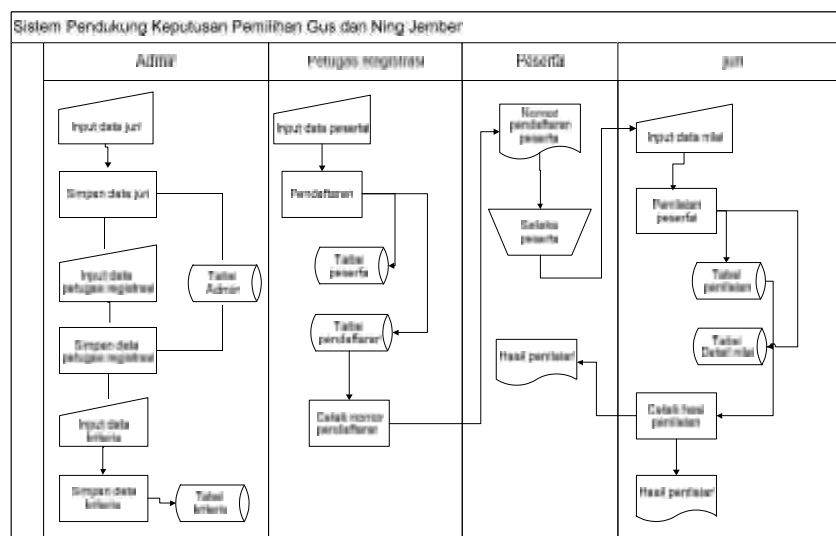 Sistem Pendukung Keputusan Pemilihan Gus dan Ning Jember
Admin
Petugas Registrasi
Peserta
juri
Input data juri
Simpan data juri
Input data
petugas registrasi
Tabel
Admin
Simpan data
petugas registrasi
Input data
kriteria
Simpan data
kriteria
Tabel
kriteria
Input data peserta
Pendaftaran
Tabel
peserta
Tabel
pendaftaran
Cetak nomor
pendaftaran
Nomor
pendaftaran
peserta
Seleksi
peserta
Hasil penilaian
Input data nilai
Penilaian
peserta
Tabel
penilaian
Tabel
Detail nilai
Cetak hasil
penilaian
Hasil penilaian